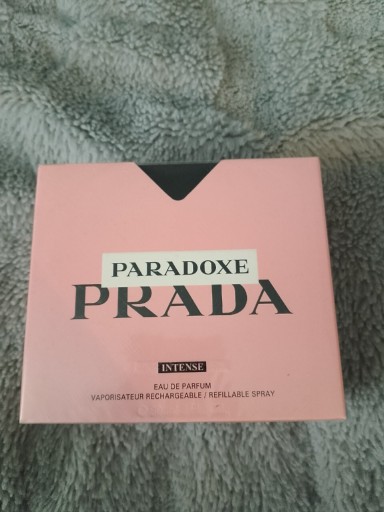 PARADOXE
PRADA
INTENSE
EAU DE PARFUM
VAPORISATEUR RECHARGEABLE / REFILLABLE SPRAY